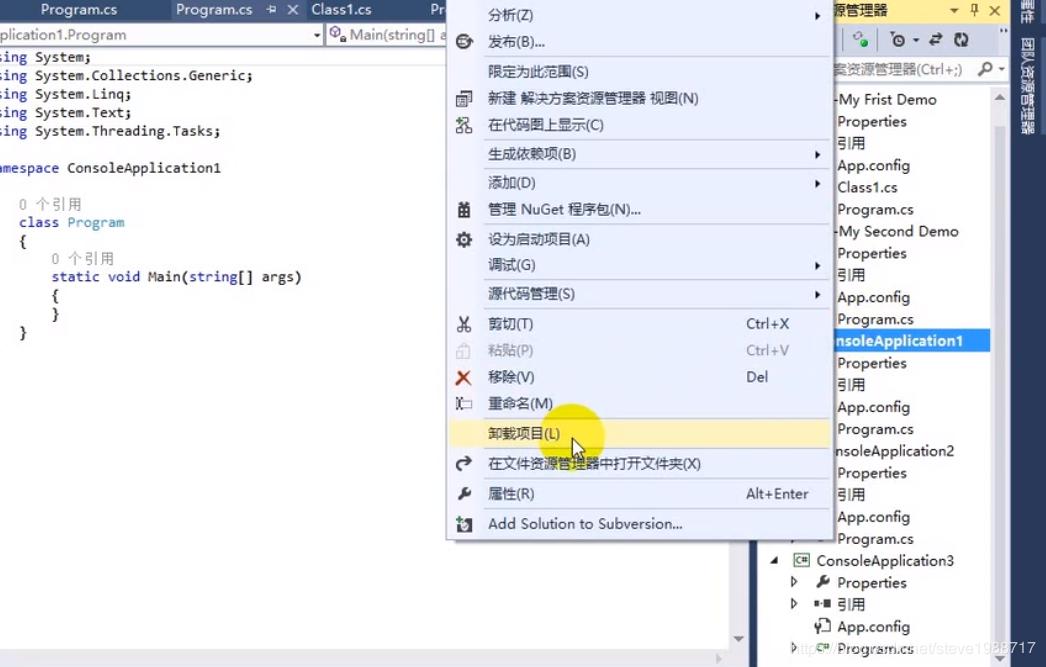 Program.cs
Program.cs
Class1.cs
Pr
plication1.Program
Main(string[] a
ing System;
ing System.Collections.Generic;
ing System.Linq;
ing System.Text;
ing System.Threading.Tasks;
amespace ConsoleApplication1
0 个引用
class Program
{
0 个引用
static void Main(string[] args)
{
}
}
分析(Z)
发布(B)...
限定为此范围(S)
新建 解决方案资源管理器 视图(N)
在代码图上显示(C)
生成依赖项(B)
添加(D)
管理 NuGet 程序包(N)...
设为启动项目(A)
调试(G)
源代码管理(S)
剪切(T) Ctrl+X
粘贴(P) Ctrl+V
移除(V) Del
重命名(M)
卸载项目(L)
在文件资源管理器中打开文件夹(X)
属性(R) Alt+Enter
Add Solution to Subversion...
源管理器
案资源管理器(Ctrl+;)
-My Frist Demo
Properties
引用
App.config
Class1.cs
Program.cs
-My Second Demo
Properties
引用
App.config
Program.cs
nsoleApplication1
Properties
引用
App.config
Program.cs
nsoleApplication2
Properties
引用
App.config
Program.cs
C# ConsoleApplication3
Properties
引用
App.config
C# Program.cs
属性
团队资源管理器